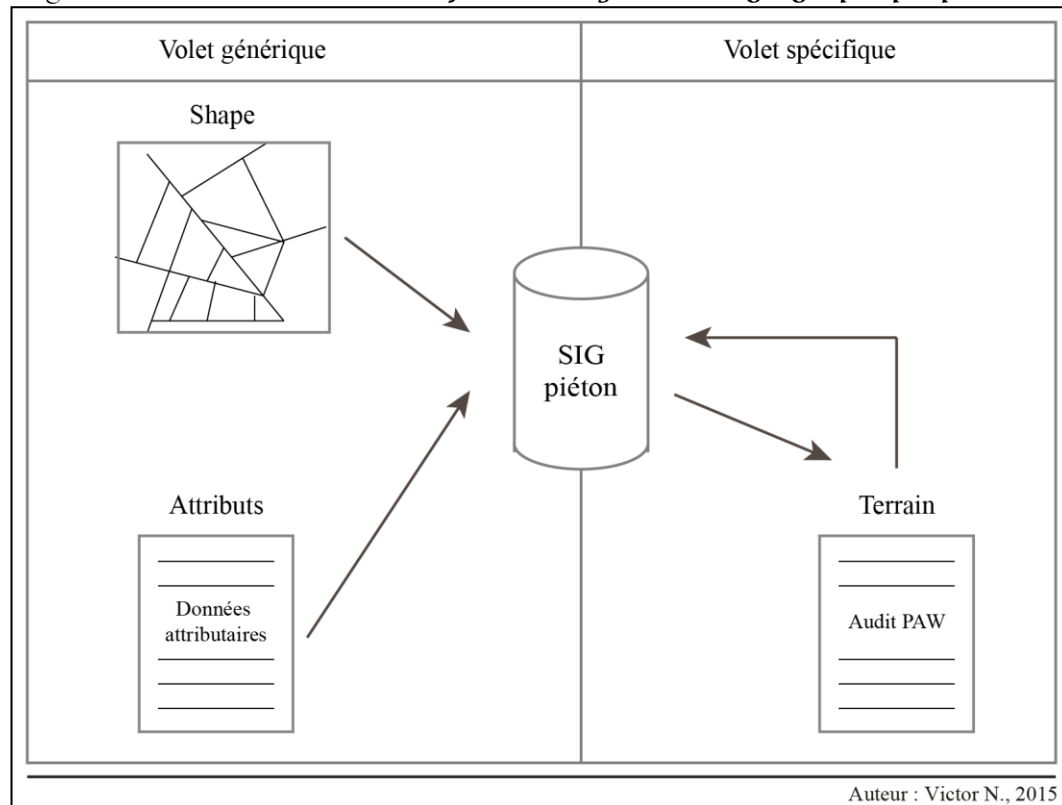 Volet générique
Volet spécifique
Shape
SIG
piéton
Attributs
Données
attributaires
Terrain
Audit PAW
Auteur : Victor N., 2015